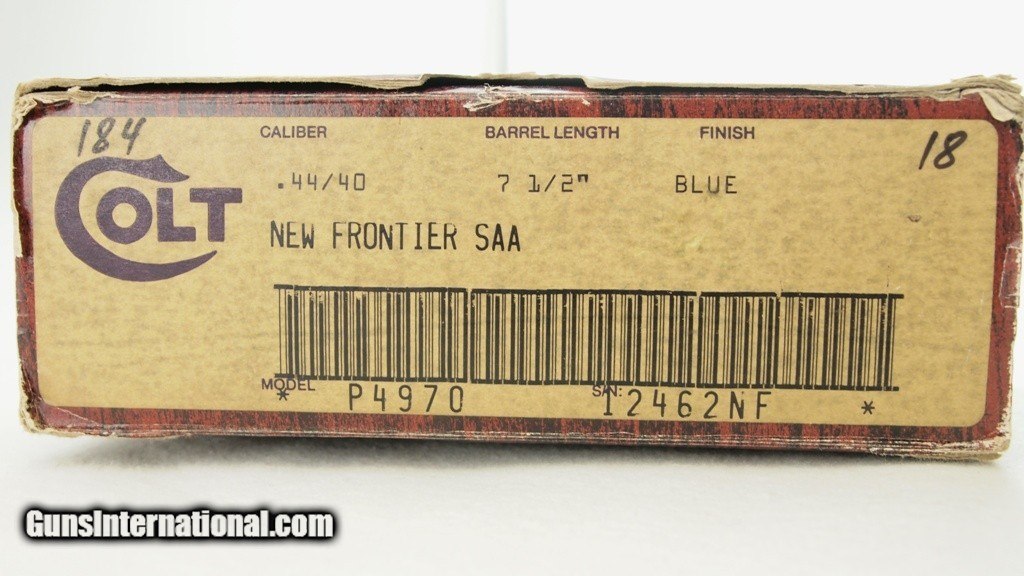 184
18
CALIBER BARREL LENGTH FINISH
COLT
.44/40 7 1/2" BLUE
NEW FRONTIER SAA
MODEL S/N:
* P4970 12462NF *
GunsInternational.com